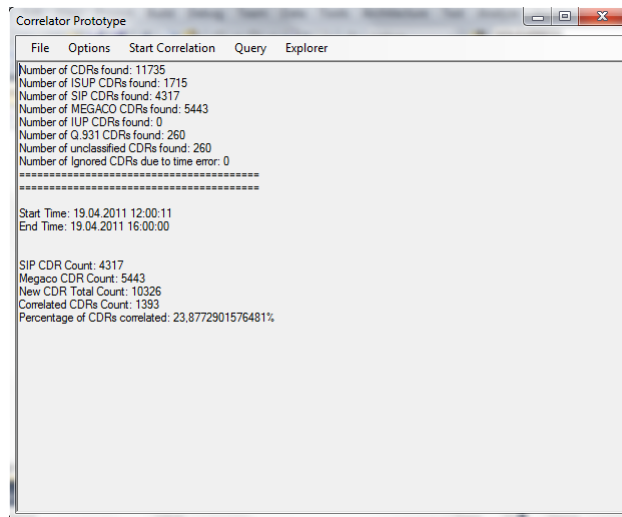 Correlator Prototype
File Options Start Correlation Query Explorer
Number of CDRs found: 11735
Number of ISUP CDRs found: 1715
Number of SIP CDRs found: 4317
Number of MEGACO CDRs found: 5443
Number of IUP CDRs found: 0
Number of Q.931 CDRs found: 260
Number of unclassified CDRs found: 260
Number of Ignored CDRs due to time error: 0
========================================
========================================
Start Time: 19.04.2011 12:00:11
End Time: 19.04.2011 16:00:00
SIP CDR Count: 4317
Megaco CDR Count: 5443
New CDR Total Count: 10326
Correlated CDRs Count: 1393
Percentage of CDRs correlated: 23,8772901576481%